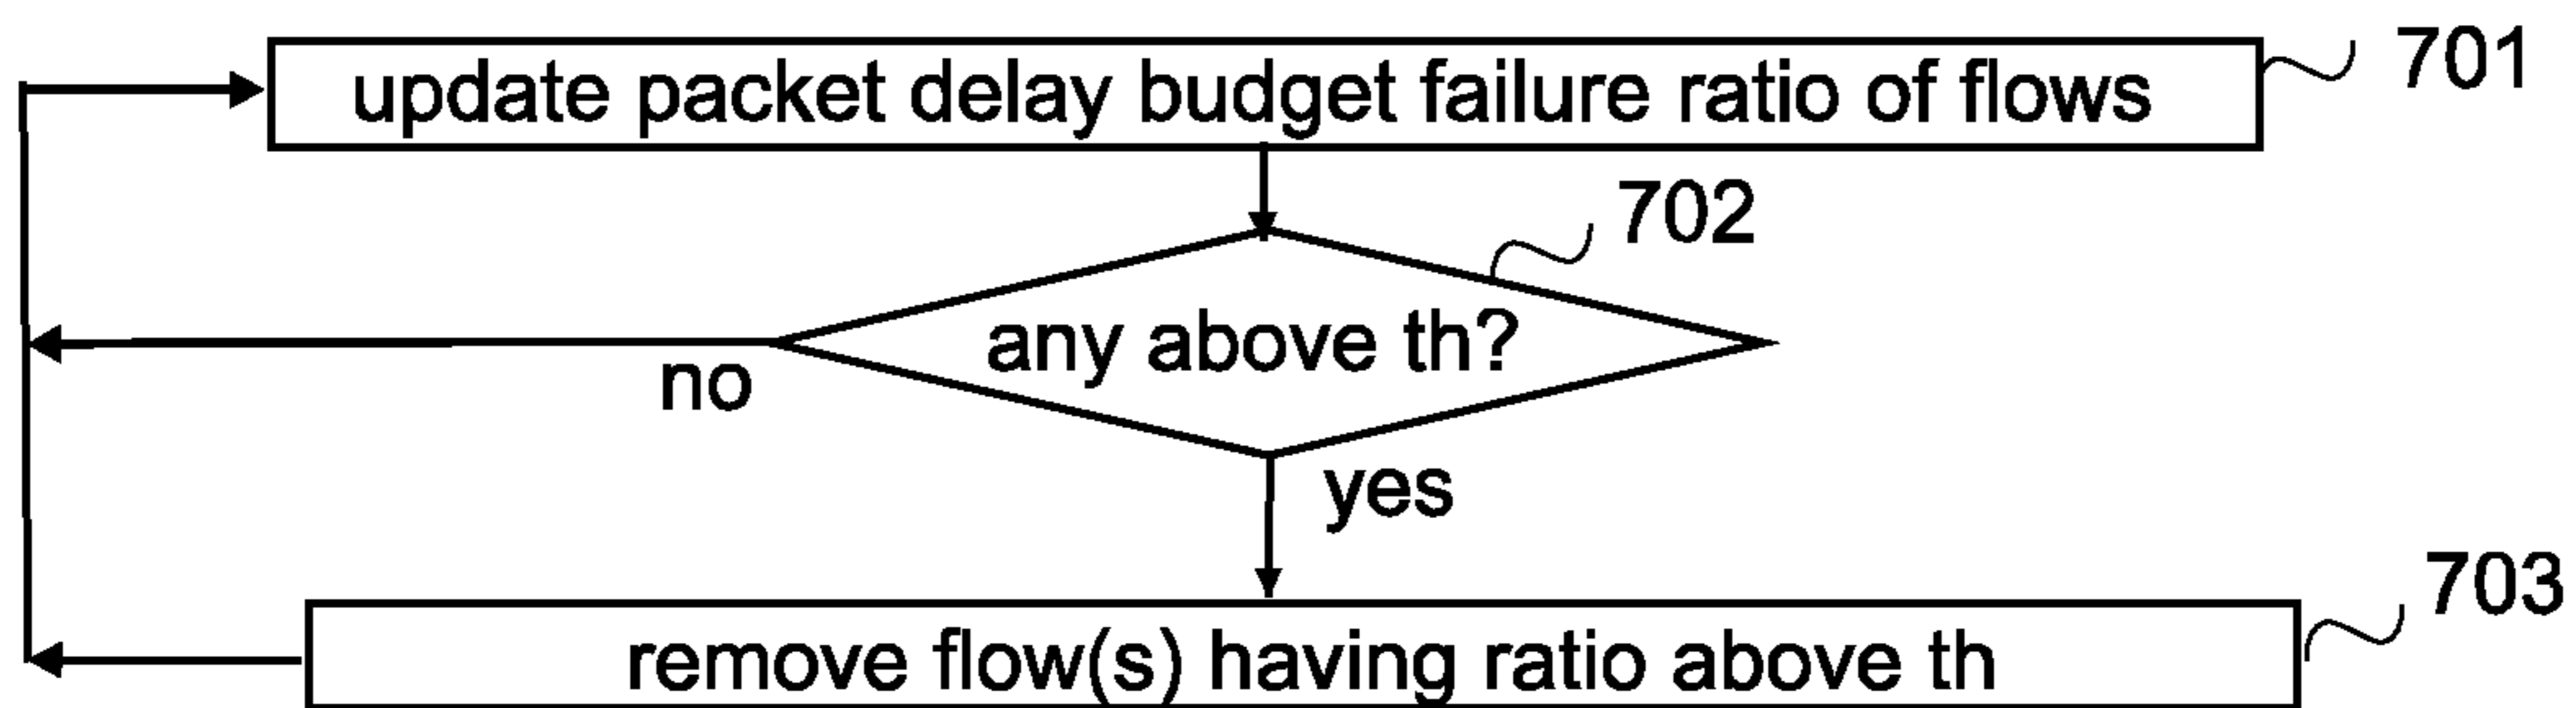 update packet delay budget failure ratio of flows
701
702
any above th?
no
yes
703
remove flow(s) having ratio above th